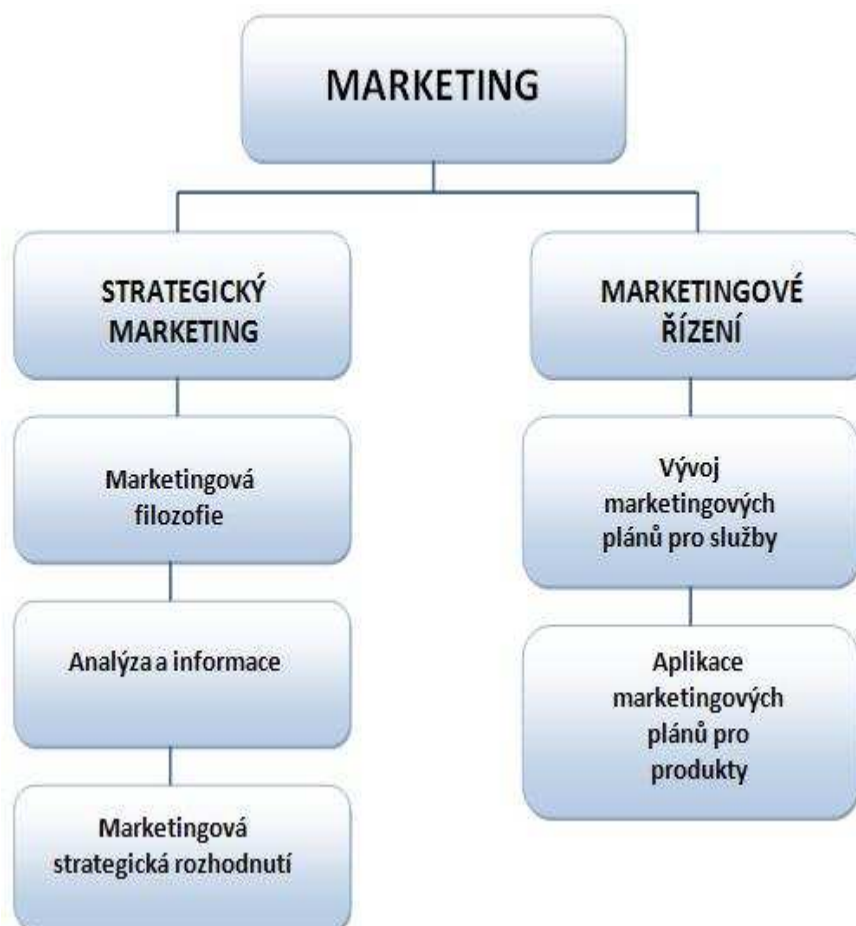 MARKETING
STRATEGICKÝ
MARKETING
Marketingová
filozofie
Analýza a informace
Marketingová
strategická rozhodnutí
MARKETINGOVÉ
ŘÍZENÍ
Vývoj
marketingových
plánů pro služby
Aplikace
marketingových
plánů pro
produkty